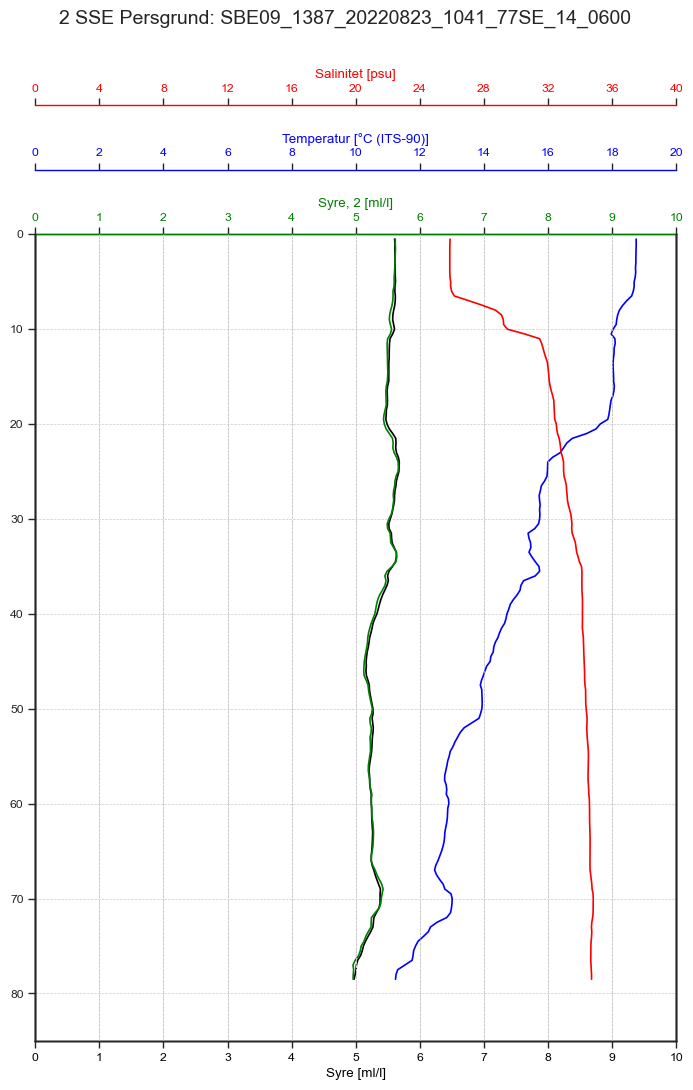 2 SSE Persgrund: SBE09_1387_20220823_1041_77SE_14_0600
Salinitet [psu]
0 4 8 12 16 20 24 28 32 36 40
Temperatur [°C (ITS-90)]
0 2 4 6 8 10 12 14 16 18 20
Syre, 2 [ml/l]
0 1 2 3 4 5 6 7 8 9 10
0
10
20
30
40
50
60
70
80
0 1 2 3 4 5 6 7 8 9 10
Syre [ml/l]